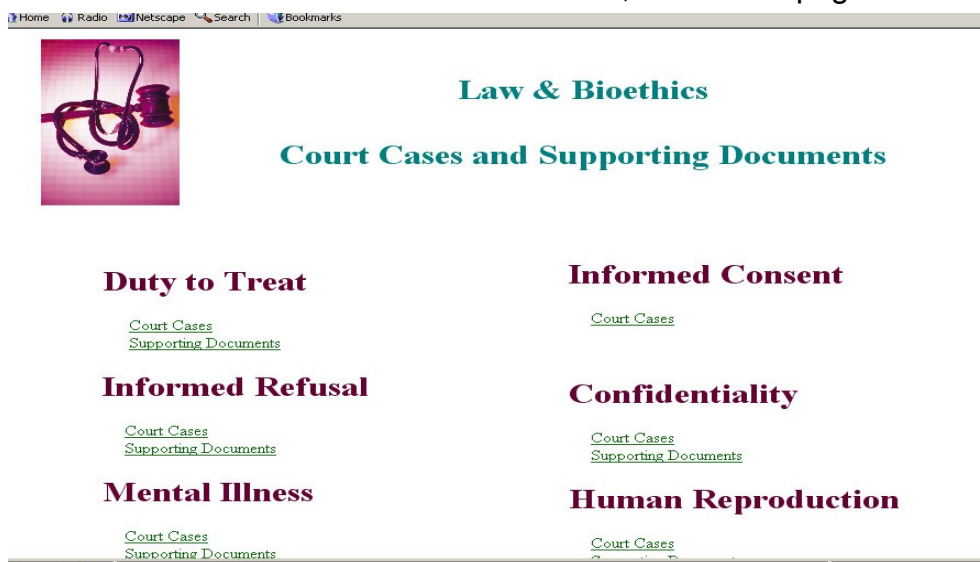 Home Radio Netscape Search Bookmarks
Law & Bioethics
Court Cases and Supporting Documents
Duty to Treat
Court Cases
Supporting Documents
Informed Consent
Court Cases
Informed Refusal
Court Cases
Supporting Documents
Confidentiality
Court Cases
Supporting Documents
Mental Illness
Court Cases
Supporting Documents
Human Reproduction
Court Cases